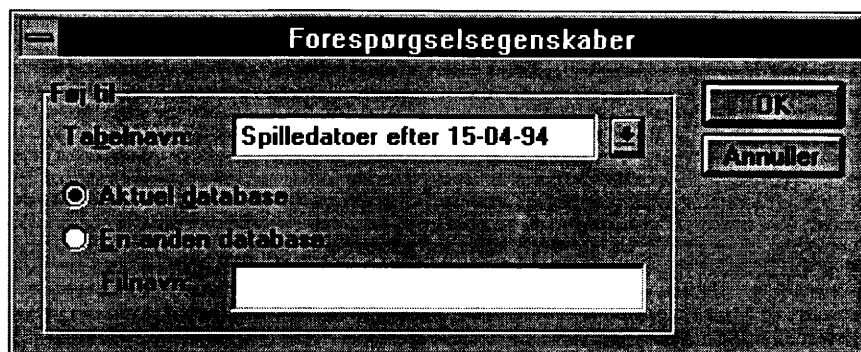 Forespørgselsegenskaber
Føj til
Tabelnavn: Spilledatoer efter 15-04-94
Aktuel database
En anden database
Filnavn:
OK
Annuller